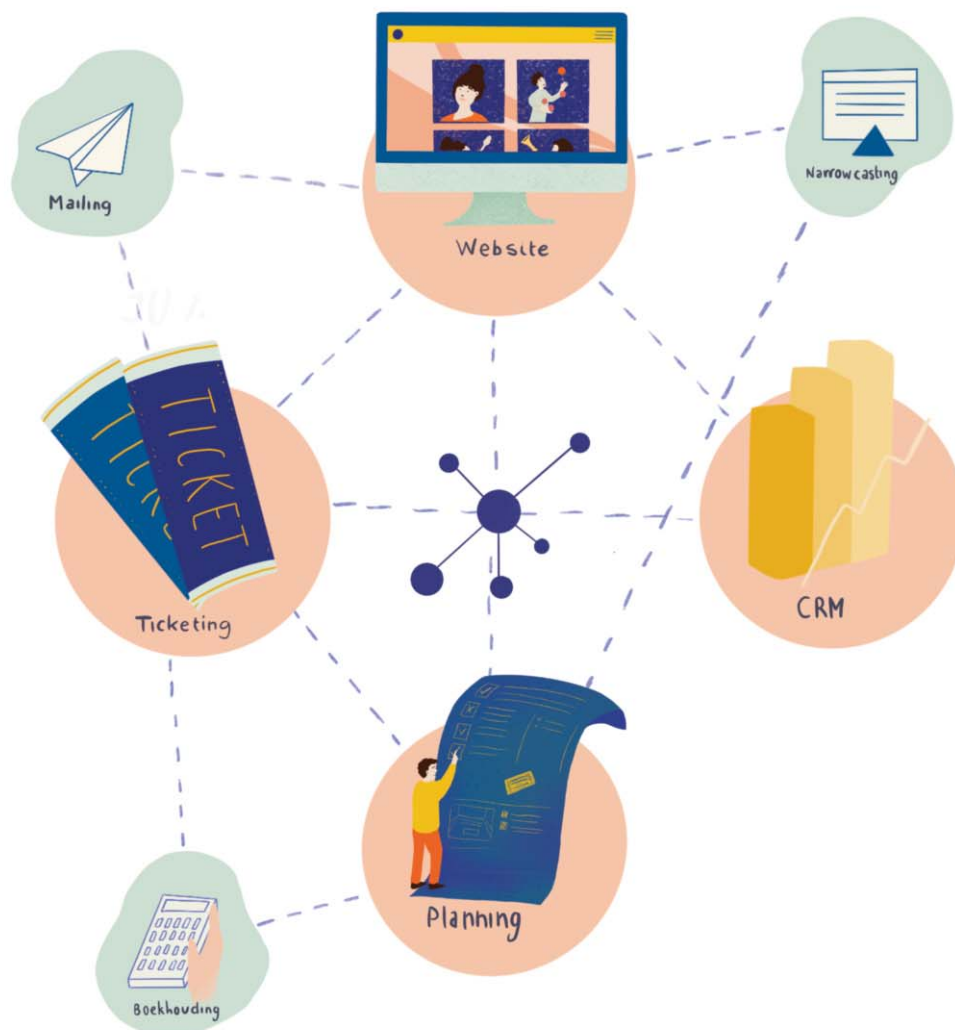 Mailing
Website
Narrowcasting
TICKET
Ticketing
CRM
Planning
Boekhouding